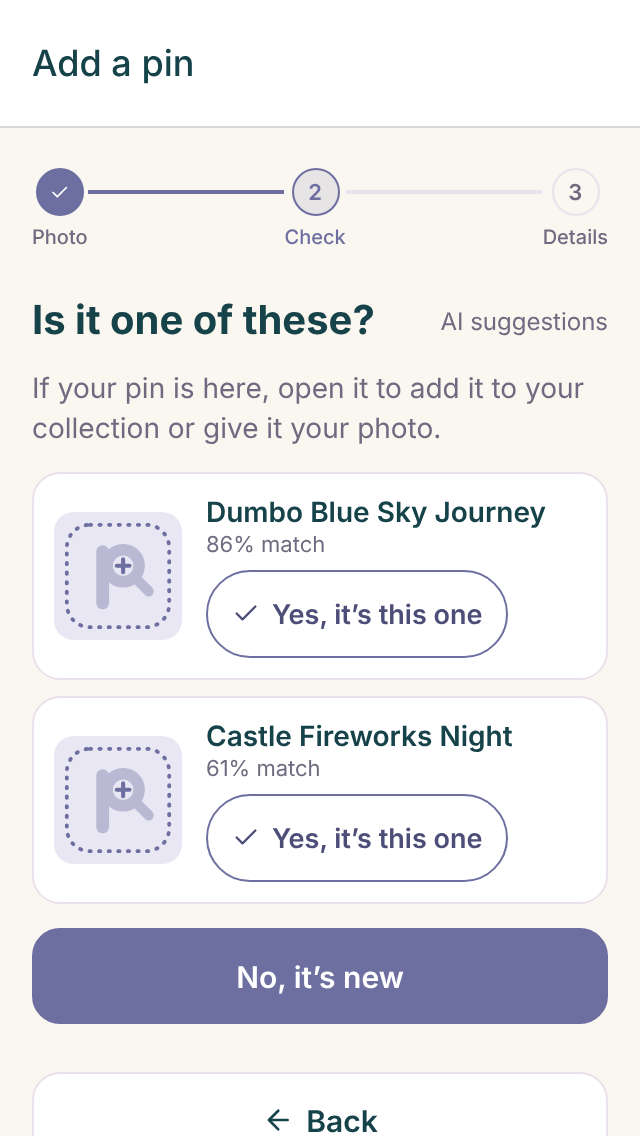 Add a pin
2
3
Photo
Check
Details
Is it one of these?
AI suggestions
If your pin is here, open it to add it to your
collection or give it your photo.
Dumbo Blue Sky Journey
86% match
Yes, it’s this one
Castle Fireworks Night
61% match
Yes, it’s this one
No, it’s new
Back